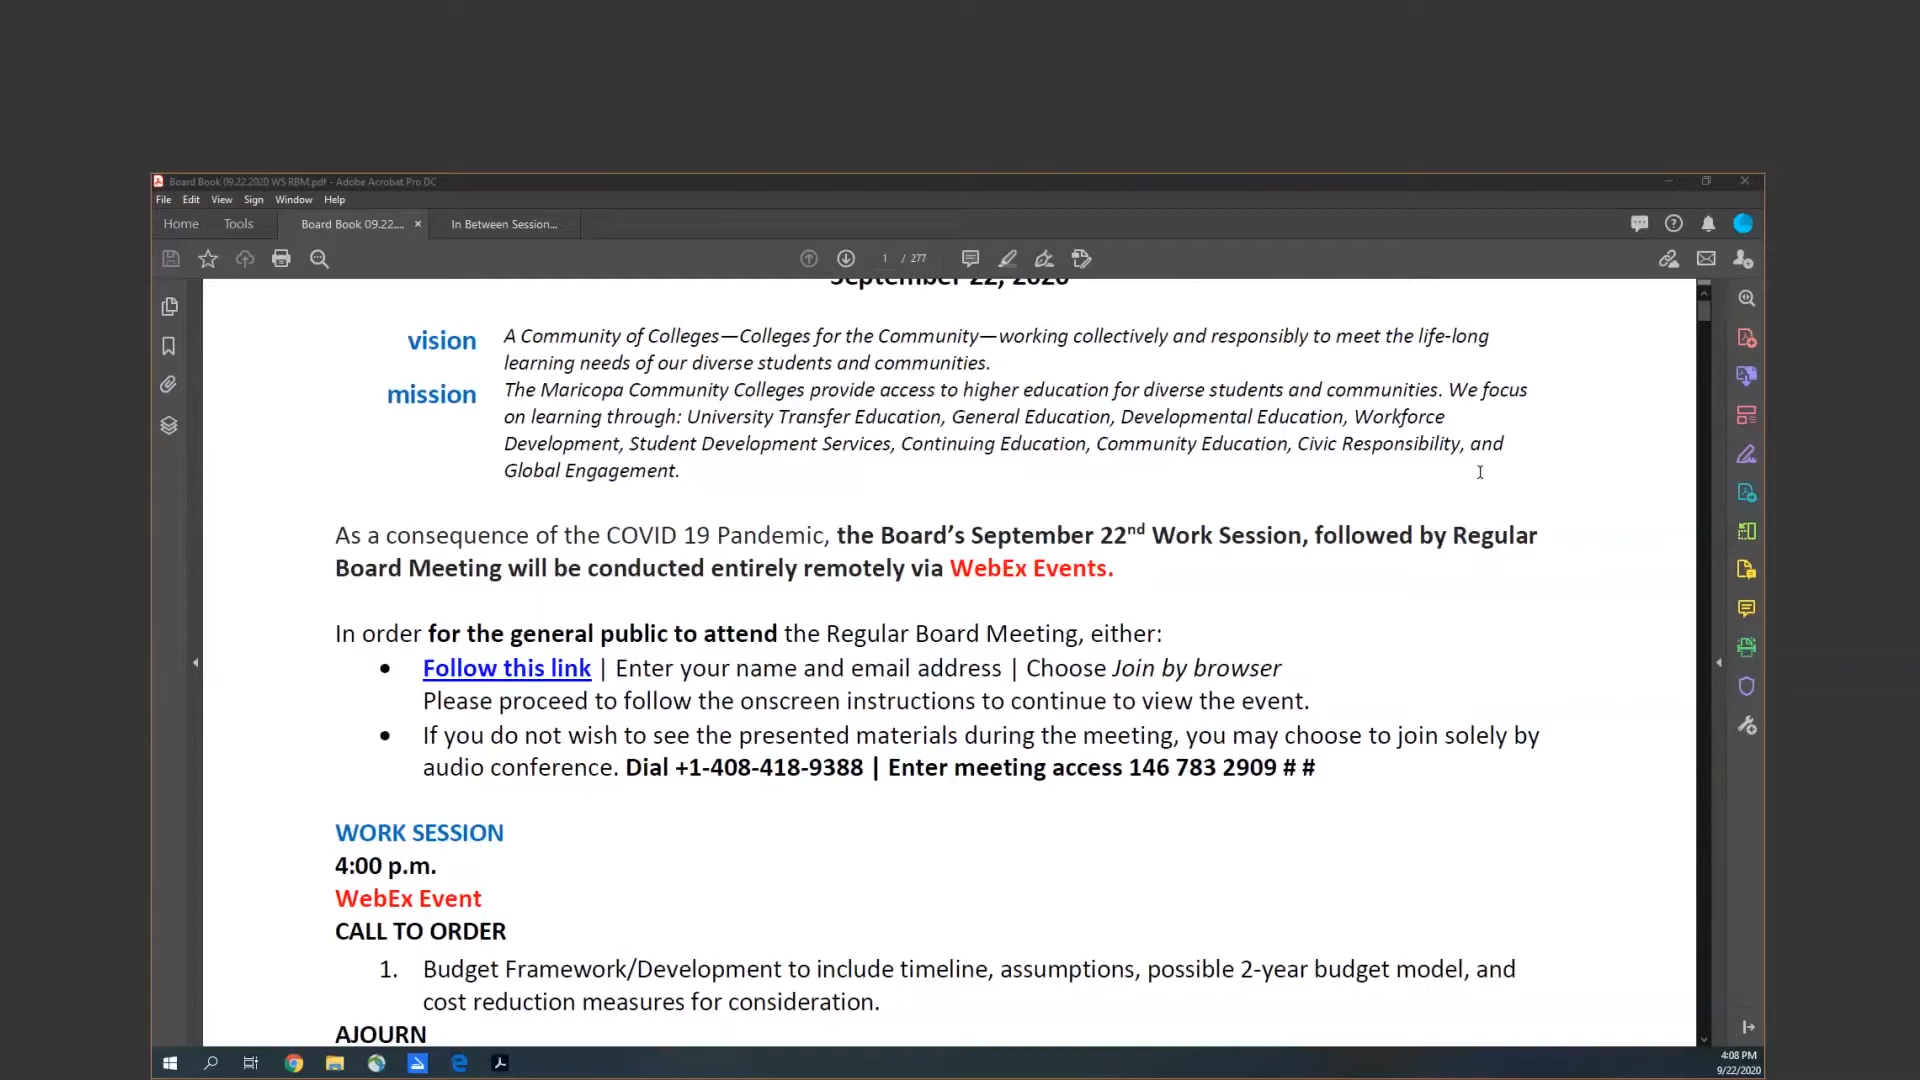 Board Book 09.22.2020 WS RBM.pdf - Adobe Acrobat Pro DC
File Edit View Sign Window Help
Home Tools Board Book 09.22.... × In Between Session...
1 / 277
September 22, 2020
vision A Community of Colleges—Colleges for the Community—working collectively and responsibly to meet the life-long
learning needs of our diverse students and communities.
mission The Maricopa Community Colleges provide access to higher education for diverse students and communities. We focus
on learning through: University Transfer Education, General Education, Developmental Education, Workforce
Development, Student Development Services, Continuing Education, Community Education, Civic Responsibility, and
Global Engagement.
As a consequence of the COVID 19 Pandemic, the Board’s September 22nd Work Session, followed by Regular
Board Meeting will be conducted entirely remotely via WebEx Events.
In order for the general public to attend the Regular Board Meeting, either:
• Follow this link | Enter your name and email address | Choose Join by browser
Please proceed to follow the onscreen instructions to continue to view the event.
• If you do not wish to see the presented materials during the meeting, you may choose to join solely by
audio conference. Dial +1-408-418-9388 | Enter meeting access 146 783 2909 # #
WORK SESSION
4:00 p.m.
WebEx Event
CALL TO ORDER
1. Budget Framework/Development to include timeline, assumptions, possible 2-year budget model, and
cost reduction measures for consideration.
AJOURN
4:08 PM
9/22/2020